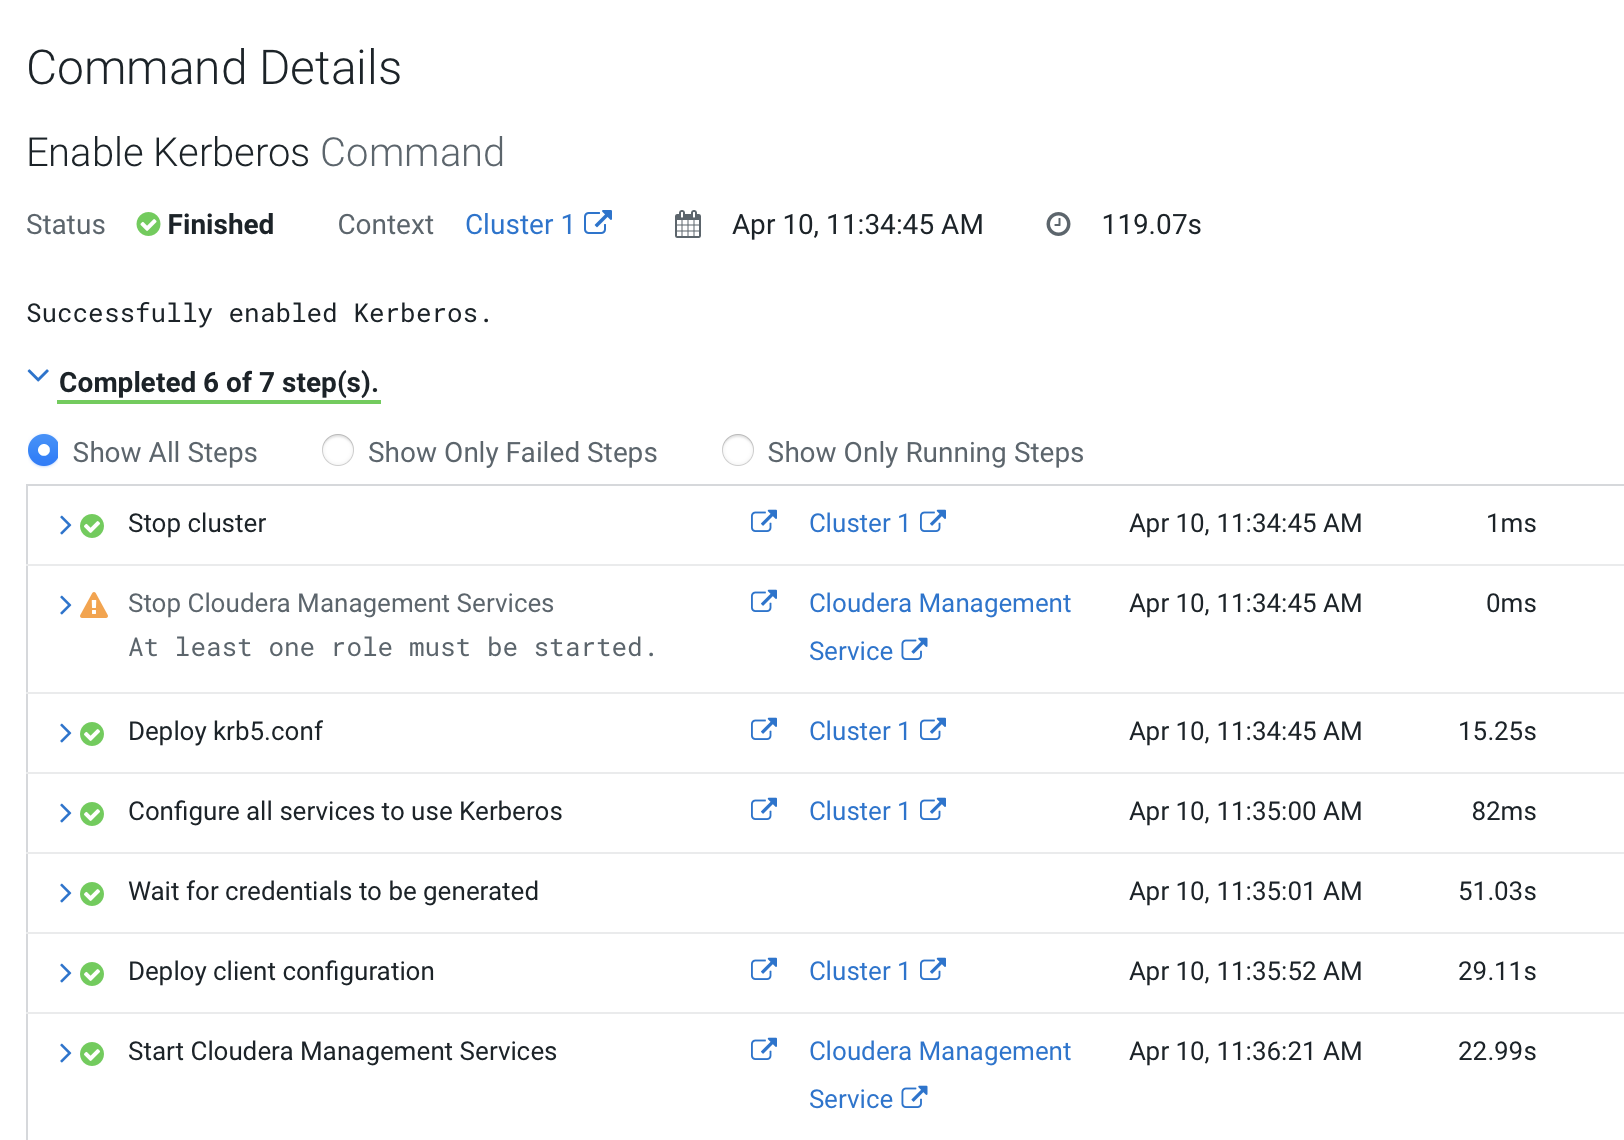 Command Details
Enable Kerberos Command
Status Finished Context Cluster 1 Apr 10, 11:34:45 AM 119.07s
Successfully enabled Kerberos.
Completed 6 of 7 step(s).
Show All Steps Show Only Failed Steps Show Only Running Steps
Stop cluster Cluster 1 Apr 10, 11:34:45 AM 1ms
Stop Cloudera Management Services Cloudera Management Apr 10, 11:34:45 AM 0ms
At least one role must be started. Service
Deploy krb5.conf Cluster 1 Apr 10, 11:34:45 AM 15.25s
Configure all services to use Kerberos Cluster 1 Apr 10, 11:35:00 AM 82ms
Wait for credentials to be generated Apr 10, 11:35:01 AM 51.03s
Deploy client configuration Cluster 1 Apr 10, 11:35:52 AM 29.11s
Start Cloudera Management Services Cloudera Management Apr 10, 11:36:21 AM 22.99s
Service